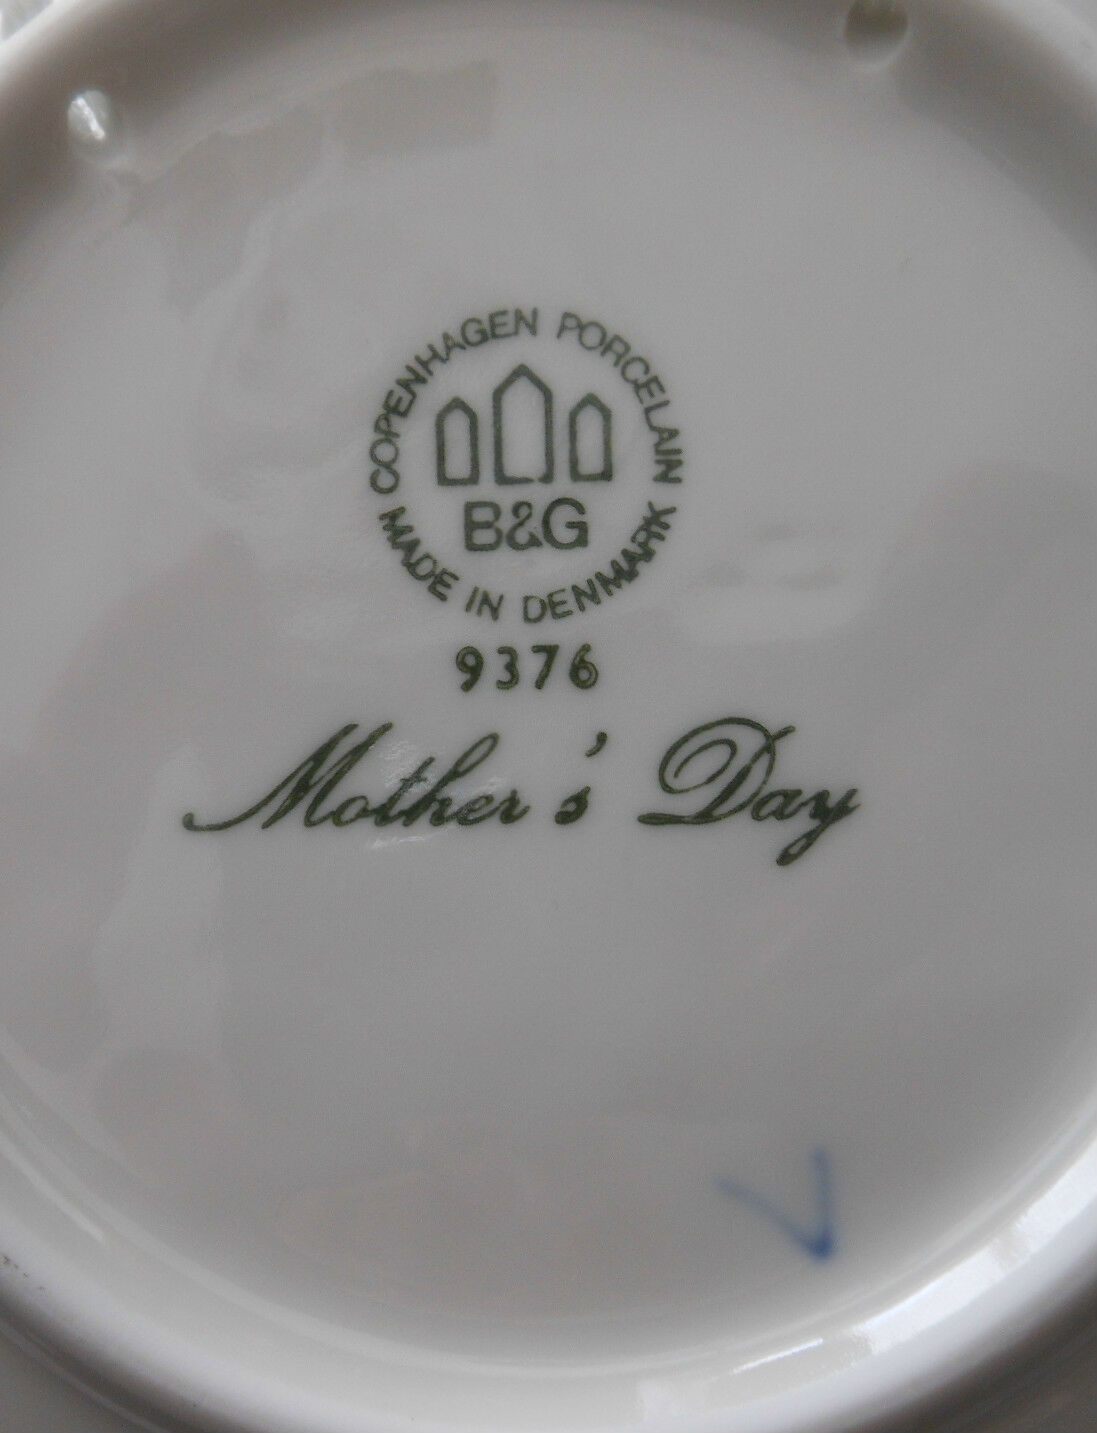 COPENHAGEN PORCELAIN
B&G
MADE IN DENMARK
9376
Mother's Day
V